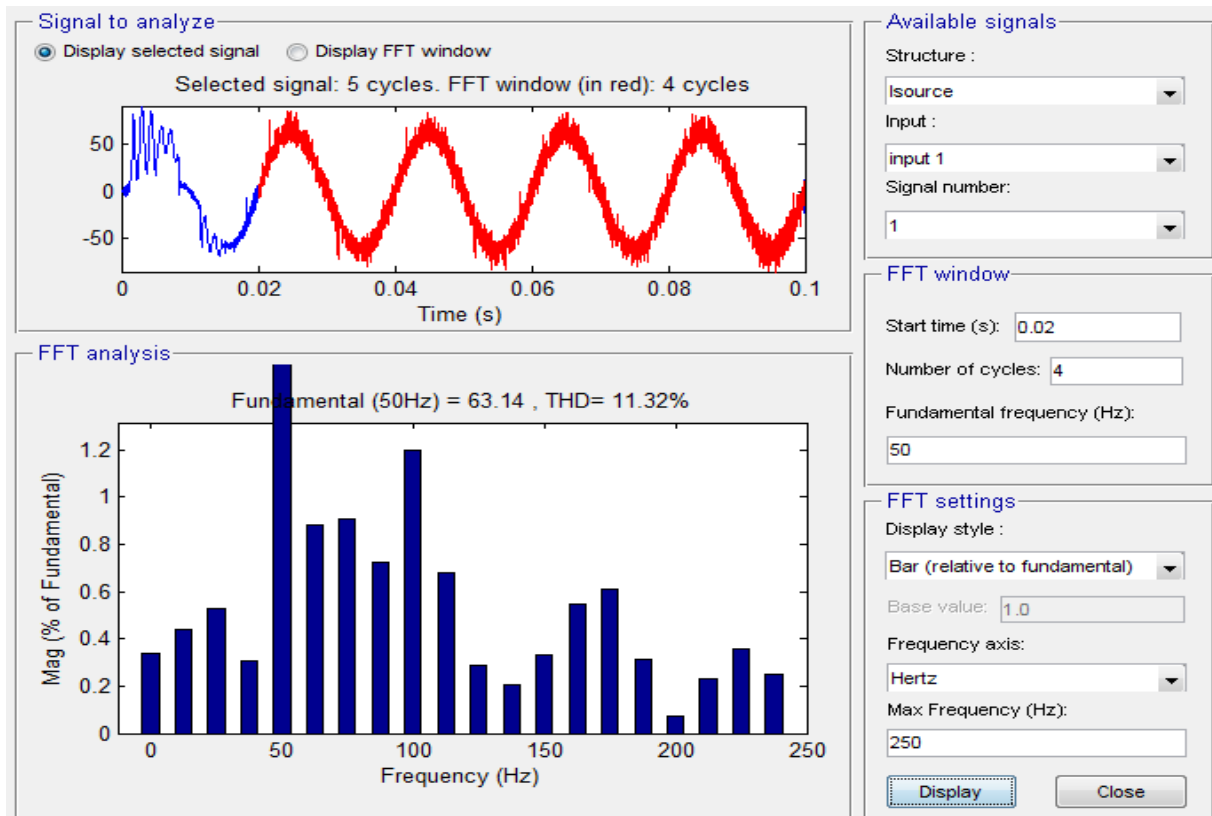 Signal to analyze
Display selected signal Display FFT window
Selected signal: 5 cycles. FFT window (in red): 4 cycles
50
0
-50
0 0.02 0.04 0.06 0.08 0.1
Time (s)
FFT analysis
Fundamental (50Hz) = 63.14 , THD= 11.32%
Mag (% of Fundamental)
1.2
1
0.8
0.6
0.4
0.2
0
0 50 100 150 200 250
Frequency (Hz)
Available signals
Structure :
Isource
Input :
input 1
Signal number:
1
FFT window
Start time (s): 0.02
Number of cycles: 4
Fundamental frequency (Hz):
50
FFT settings
Display style :
Bar (relative to fundamental)
Base value: 1.0
Frequency axis:
Hertz
Max Frequency (Hz):
250
Display Close